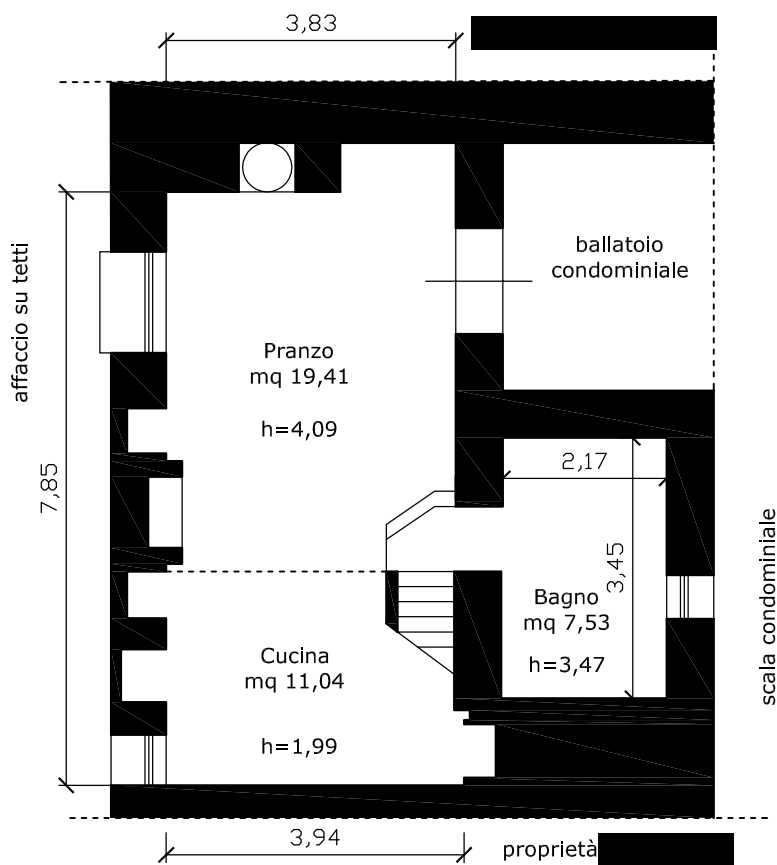 3,83
affaccio su tetti
ballatoio
condominiale
Pranzo
mq 19,41
h=4,09
7,85
2,17
3,45
Bagno
mq 7,53
h=3,47
scala condominiale
Cucina
mq 11,04
h=1,99
3,94
proprietà